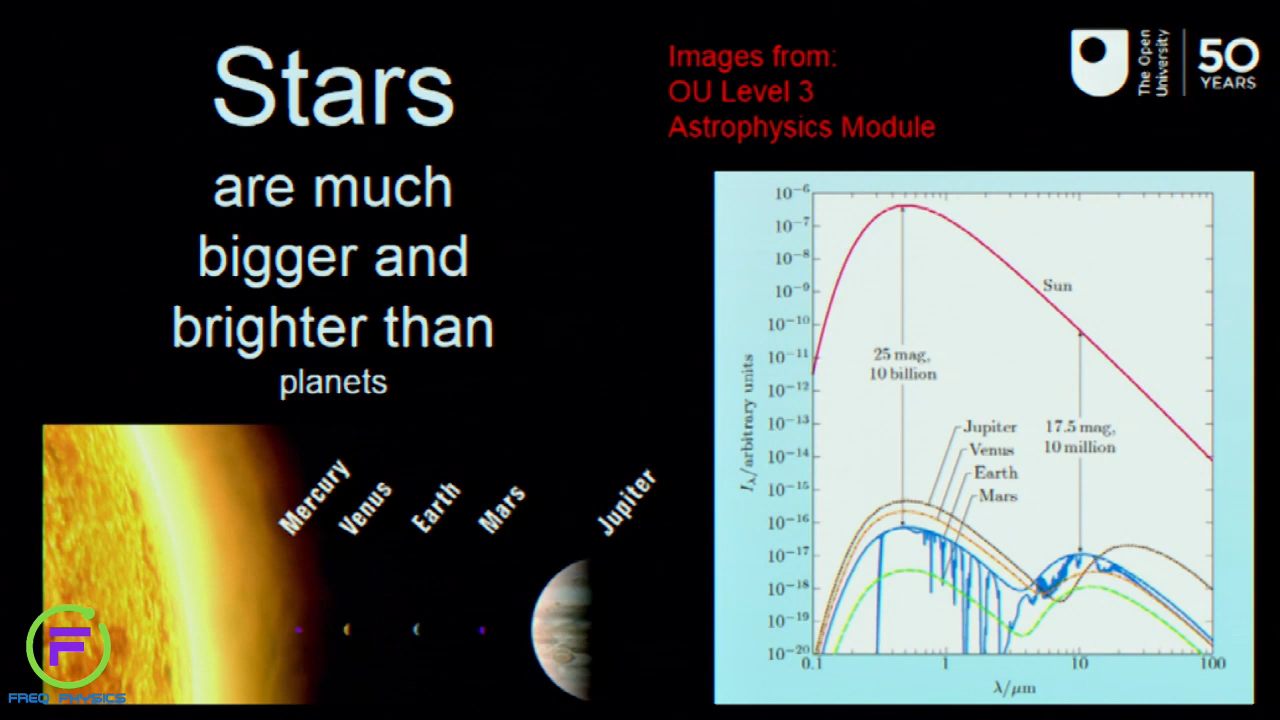 Stars
are much
bigger and
brighter than
planets
Images from:
OU Level 3
Astrophysics Module
The Open
University
50
YEARS
Mercury
Venus
Earth
Mars
Jupiter
F
FREQ PHYSICS
10⁻⁶
10⁻⁷
10⁻⁸
10⁻⁹
10⁻¹⁰
10⁻¹¹
10⁻¹²
10⁻¹³
10⁻¹⁴
10⁻¹⁵
10⁻¹⁶
10⁻¹⁷
10⁻¹⁸
10⁻¹⁹
10⁻²⁰
I_λ/arbitrary units
Sun
25 mag,
10 billion
17.5 mag,
10 million
Jupiter
Venus
Earth
Mars
0.1 1 10 100
λ/μm